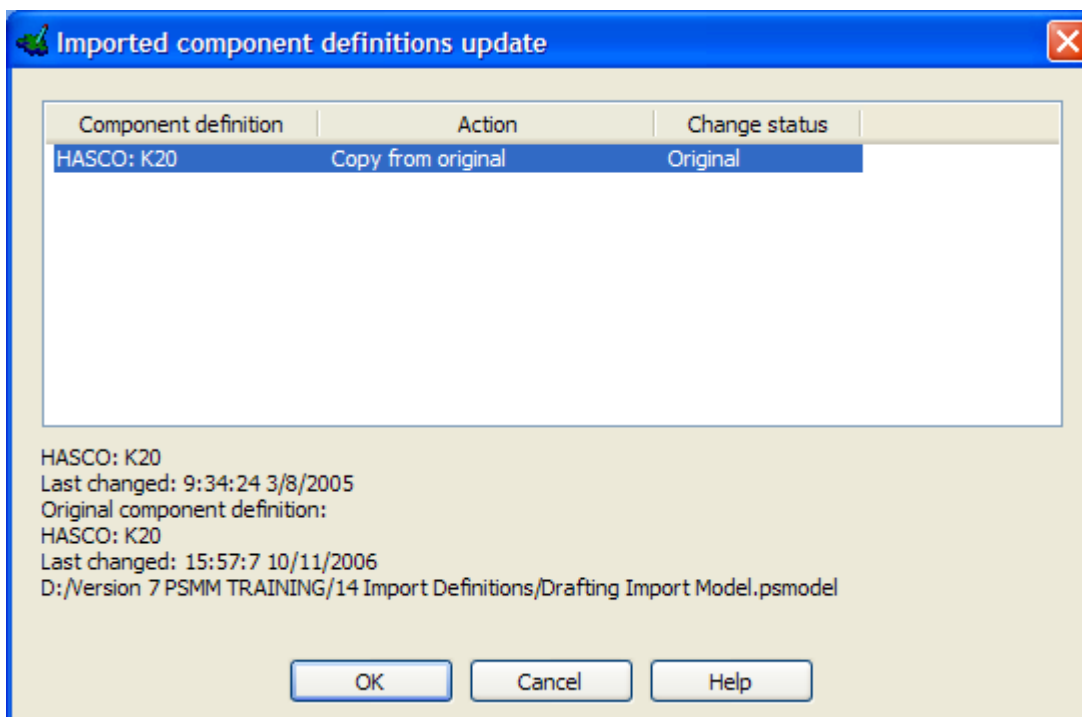 Imported component definitions update
Component definition Action Change status
HASCO: K20 Copy from original Original
HASCO: K20
Last changed: 9:34:24 3/8/2005
Original component definition:
HASCO: K20
Last changed: 15:57:7 10/11/2006
D:/Version 7 PSMM TRAINING/14 Import Definitions/Drafting Import Model.psmodel
OK Cancel Help